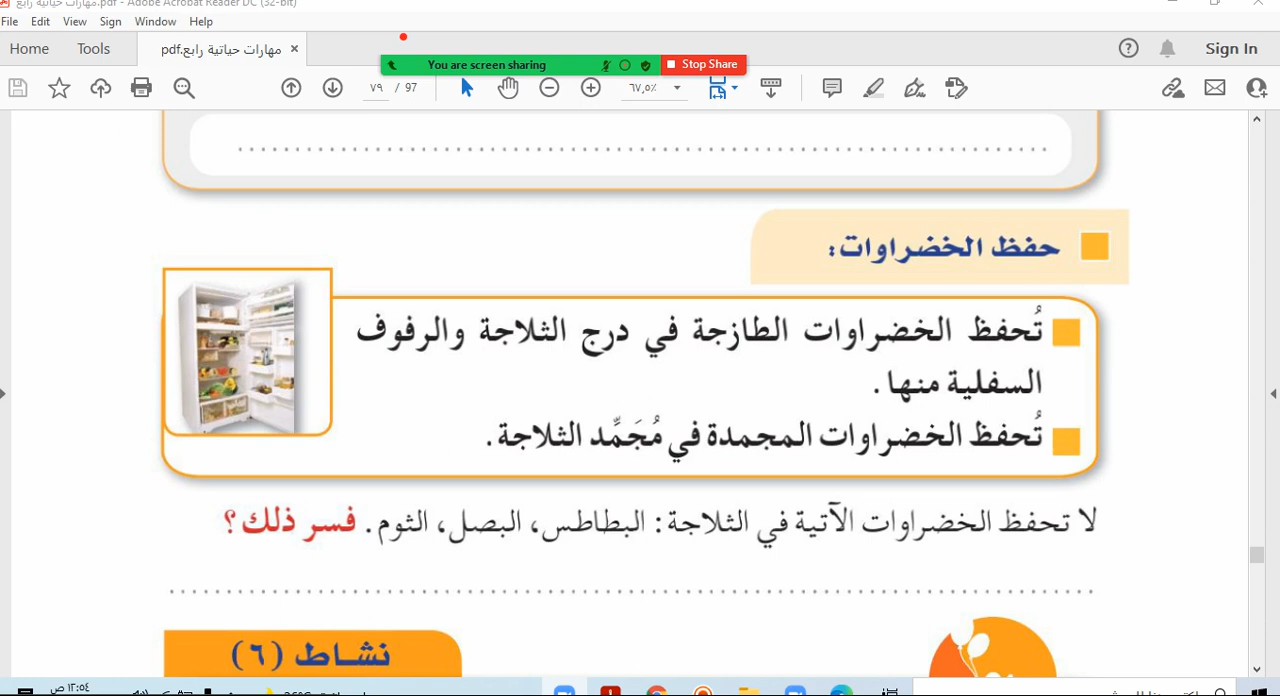 مهارات حياتية رابع.pdf - Adobe Acrobat Reader DC (32-bit)
File Edit View Sign Window Help
Home Tools مهارات حياتية رابع.pdf × Sign In
You are screen sharing Stop Share
٧٩ / 97 ٦٧,٥٪
حفظ الخضراوات:
تُحفظ الخضراوات الطازجة في درج الثلاجة والرفوف
السفلية منها.
تُحفظ الخضراوات المجمدة في مُجَمِّد الثلاجة.
لا تحفظ الخضراوات الآتية في الثلاجة: البطاطس، البصل، الثوم. فسر ذلك؟
نشاط (٦)
١٢:٥٤ ص